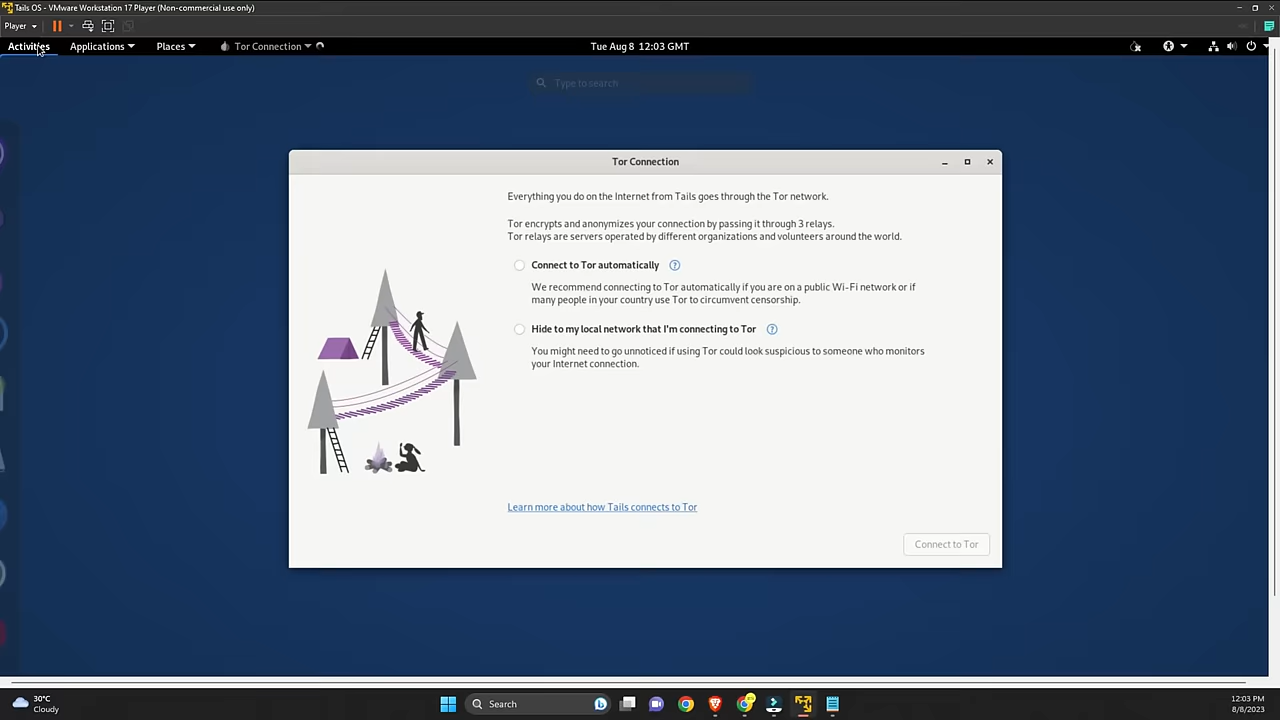 Tails OS - VMware Workstation 17 Player (Non-commercial use only)
Player
Activities Applications Places Tor Connection Tue Aug 8 12:03 GMT
Type to search
Tor Connection
Everything you do on the Internet from Tails goes through the Tor network.
Tor encrypts and anonymizes your connection by passing it through 3 relays.
Tor relays are servers operated by different organizations and volunteers around the world.
Connect to Tor automatically ?
We recommend connecting to Tor automatically if you are on a public Wi-Fi network or if
many people in your country use Tor to circumvent censorship.
Hide to my local network that I'm connecting to Tor ?
You might need to go unnoticed if using Tor could look suspicious to someone who monitors
your Internet connection.
Learn more about how Tails connects to Tor
Connect to Tor
30°C
Cloudy
Search
12:03 PM
8/8/2023